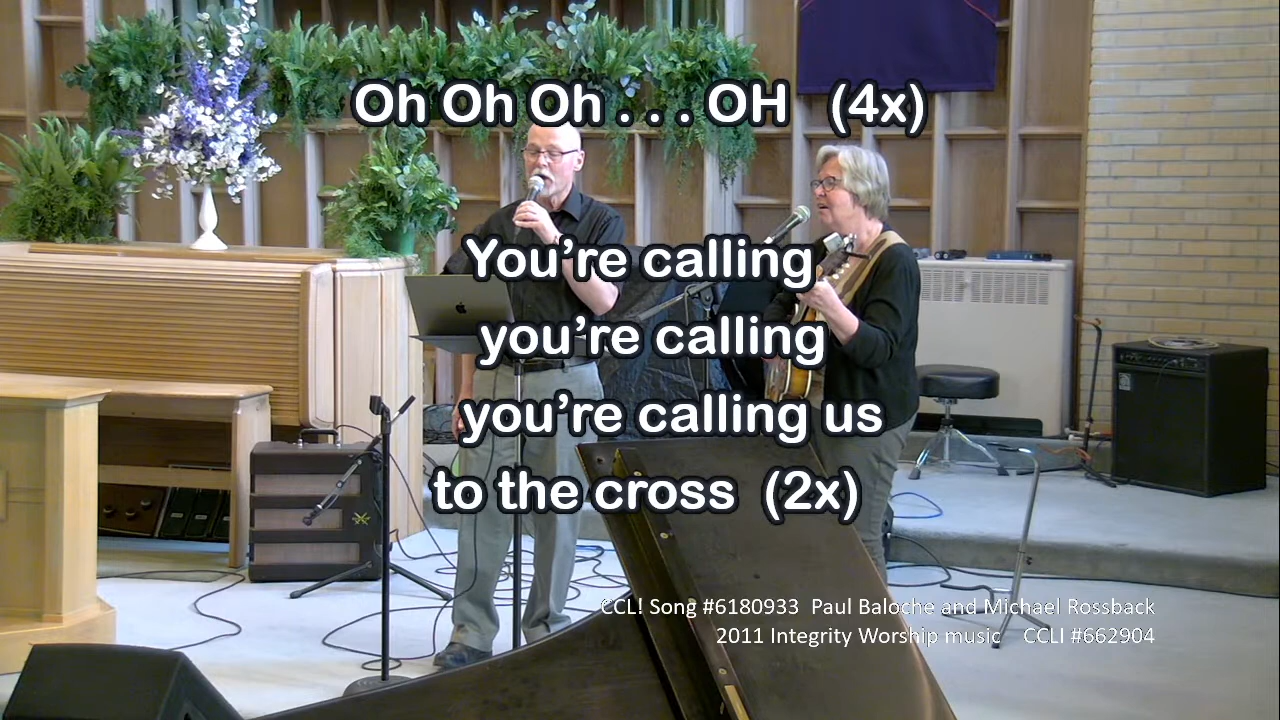 Oh Oh Oh . . . OH (4x)
You’re calling
you’re calling
you’re calling us
to the cross (2x)
CCL! Song #6180933 Paul Baloche and Michael Rossback
2011 Integrity Worship music CCLI #662904